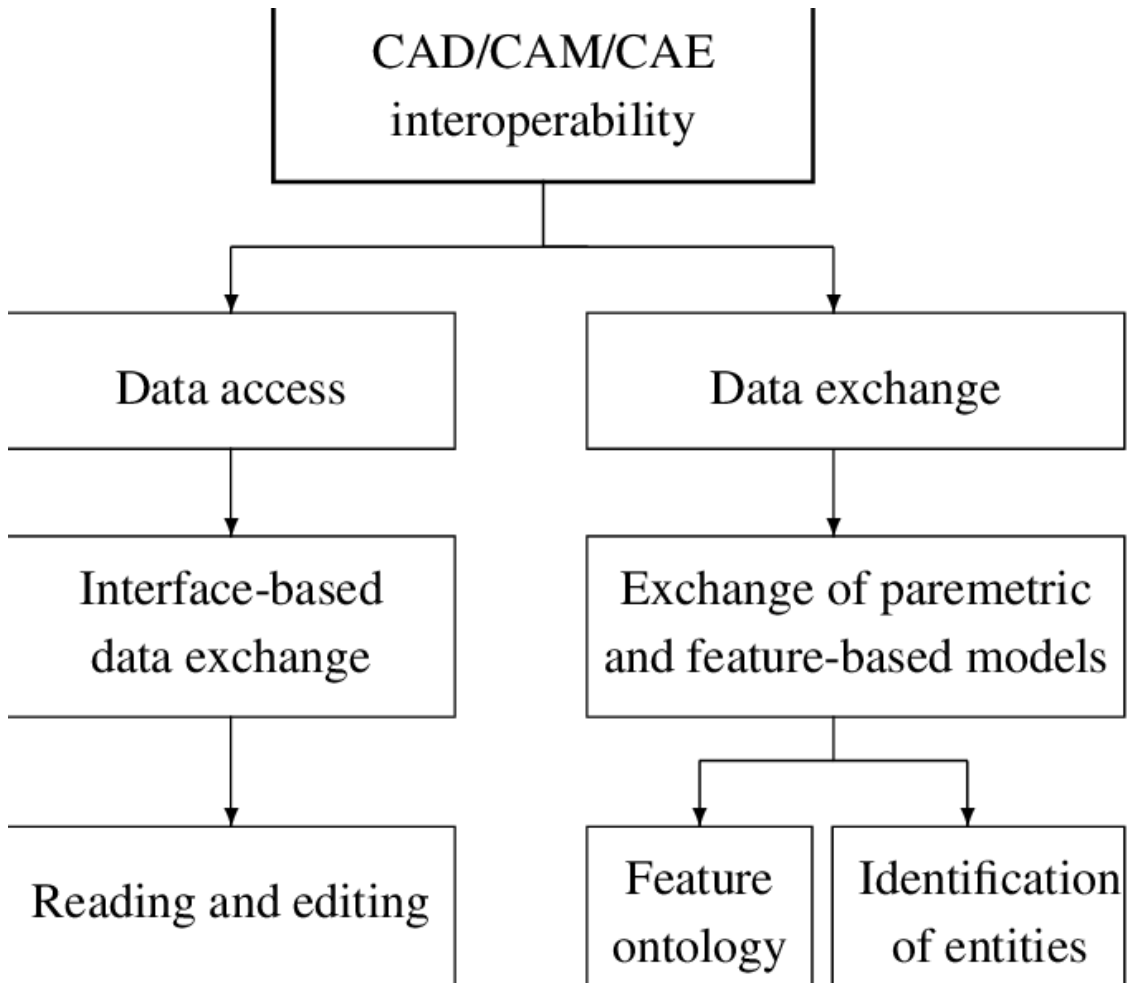 CAD/CAM/CAE
interoperability
Data access
Data exchange
Interface-based
data exchange
Exchange of paremetric
and feature-based models
Reading and editing
Feature
ontology
Identification
of entities